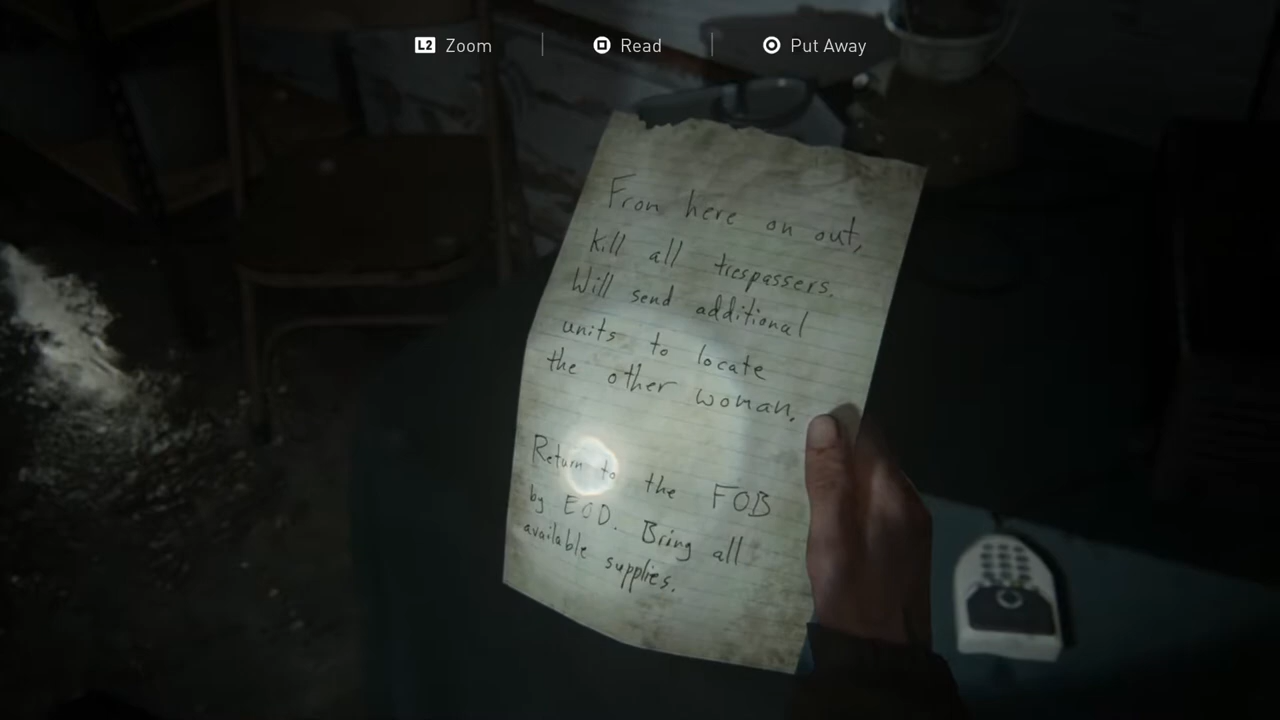 L2 Zoom | Read | Put Away
From here on out,
kill all trespassers.
Will send additional
units to locate
the other woman.
Return to the FOB
by EOD. Bring all
available supplies.